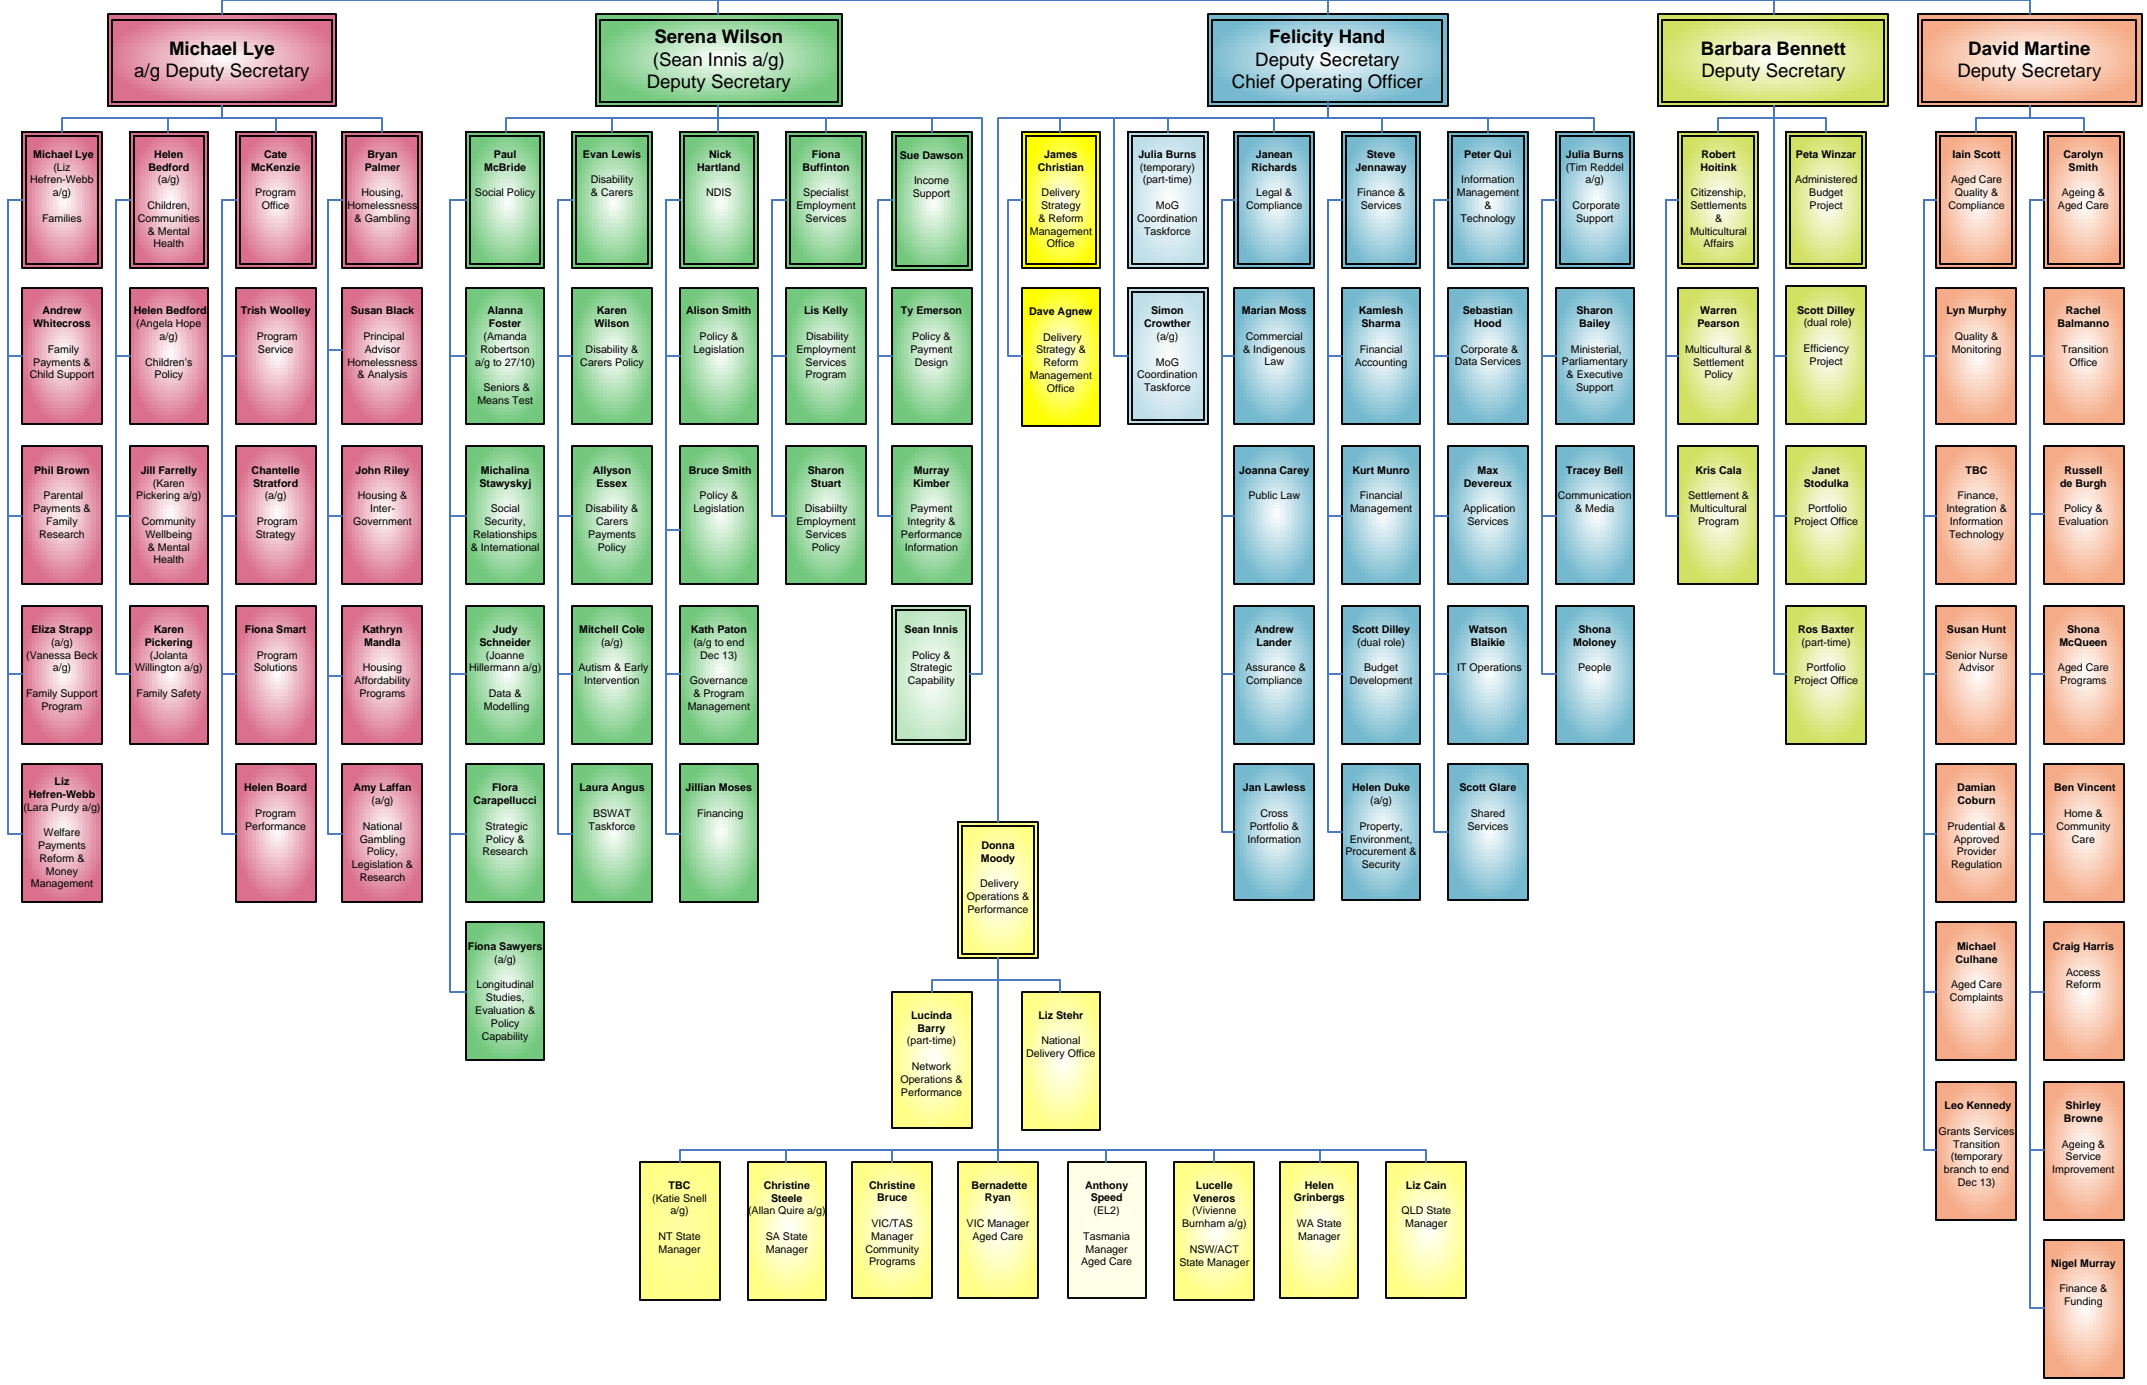 Michael Lye
a/g Deputy Secretary
Serena Wilson
(Sean Innis a/g)
Deputy Secretary
Felicity Hand
Deputy Secretary
Chief Operating Officer
Barbara Bennett
Deputy Secretary
David Martine
Deputy Secretary
Michael Lye
(Liz
Hefren-Webb
a/g)
Families
Helen
Bedford
(a/g)
Children,
Communities
& Mental
Health
Cate
McKenzie
Program
Office
Bryan
Palmer
Housing,
Homelessness
& Gambling
Paul
McBride
Social Policy
Evan Lewis
Disability
& Carers
Nick
Hartland
NDIS
Fiona
Buffinton
Specialist
Employment
Services
Sue Dawson
Income
Support
James
Christian
Delivery
Strategy
& Reform
Management
Office
Julia Burns
(temporary)
(part-time)
MoG
Coordination
Taskforce
Janean
Richards
Legal &
Compliance
Steve
Jennaway
Finance &
Services
Peter Qui
Information
Management
&
Technology
Julia Burns
(Tim Reddel
a/g)
Corporate
Support
Robert
Hoitink
Citizenship,
Settlements
&
Multicultural
Affairs
Peta Winzar
Administered
Budget
Project
Iain Scott
Aged Care
Quality &
Compliance
Carolyn
Smith
Ageing &
Aged Care
Andrew
Whitecross
Family
Payments &
Child Support
Helen Bedford
(Angela Hope
a/g)
Children's
Policy
Trish Woolley
Program
Service
Susan Black
Principal
Advisor
Homelessness
& Analysis
Alanna
Foster
(Amanda
Robertson
a/g to 27/10)
Seniors &
Means Test
Karen
Wilson
Disability &
Carers Policy
Alison Smith
Policy &
Legislation
Lis Kelly
Disability
Employment
Services
Program
Ty Emerson
Policy &
Payment
Design
Dave Agnew
Delivery
Strategy &
Reform
Management
Office
Simon
Crowther
(a/g)
MoG
Coordination
Taskforce
Marian Moss
Commercial
& Indigenous
Law
Kamlesh
Sharma
Financial
Accounting
Sebastian
Hood
Corporate &
Data Services
Sharon
Bailey
Ministerial,
Parliamentary
& Executive
Support
Warren
Pearson
Multicultural &
Settlement
Policy
Scott Dilley
(dual role)
Efficiency
Project
Lyn Murphy
Quality &
Monitoring
Rachel
Balmanno
Transition
Office
Phil Brown
Parental
Payments &
Family
Research
Jill Farrelly
(Karen
Pickering a/g)
Community
Wellbeing
& Mental
Health
Chantelle
Stratford
(a/g)
Program
Strategy
John Riley
Housing &
Inter-
Government
Michalina
Stawyskyj
Social
Security,
Relationships
& International
Allyson
Essex
Disability &
Carers
Payments
Policy
Bruce Smith
Policy &
Legislation
Sharon
Stuart
Disabiilty
Employment
Services
Policy
Murray
Kimber
Payment
Integrity &
Performance
Information
Joanna Carey
Public Law
Kurt Munro
Financial
Management
Max
Devereux
Application
Services
Tracey Bell
Communication
& Media
Kris Cala
Settlement &
Multicultural
Program
Janet
Stodulka
Portfolio
Project Office
TBC
Finance,
Integration &
Information
Technology
Russell
de Burgh
Policy &
Evaluation
Eliza Strapp
(a/g)
(Vanessa Beck
a/g)
Family Support
Program
Karen
Pickering
(Jolanta
Willington a/g)
Family Safety
Fiona Smart
Program
Solutions
Kathryn
Mandla
Housing
Affordability
Programs
Judy
Schneider
(Joanne
Hillermann a/g)
Data &
Modelling
Mitchell Cole
(a/g)
Autism & Early
Intervention
Kath Paton
(a/g to end
Dec 13)
Governance
& Program
Management
Sean Innis
Policy &
Strategic
Capability
Andrew
Lander
Assurance &
Compliance
Scott Dilley
(dual role)
Budget
Development
Watson
Blaikie
IT Operations
Shona
Moloney
People
Ros Baxter
(part-time)
Portfolio
Project Office
Susan Hunt
Senior Nurse
Advisor
Shona
McQueen
Aged Care
Programs
Liz
Hefren-Webb
(Lara Purdy a/g)
Welfare
Payments
Reform &
Money
Management
Helen Board
Program
Performance
Amy Laffan
(a/g)
National
Gambling
Policy,
Legislation &
Research
Flora
Carapellucci
Strategic
Policy &
Research
Laura Angus
BSWAT
Taskforce
Jillian Moses
Financing
Donna
Moody
Delivery
Operations &
Performance
Jan Lawless
Cross
Portfolio &
Information
Helen Duke
(a/g)
Property,
Environment,
Procurement &
Security
Scott Glare
Shared
Services
Damian
Coburn
Prudential &
Approved
Provider
Regulation
Ben Vincent
Home &
Community
Care
Fiona Sawyers
(a/g)
Longitudinal
Studies,
Evaluation &
Policy
Capability
Michael
Culhane
Aged Care
Complaints
Craig Harris
Access
Reform
Lucinda
Barry
(part-time)
Network
Operations &
Performance
Liz Stehr
National
Delivery Office
Leo Kennedy
Grants Services
Transition
(temporary
branch to end
Dec 13)
Shirley
Browne
Ageing &
Service
Improvement
TBC
(Katie Snell
a/g)
NT State
Manager
Christine
Steele
(Allan Quire a/g)
SA State
Manager
Christine
Bruce
VIC/TAS
Manager
Community
Programs
Bernadette
Ryan
VIC Manager
Aged Care
Anthony
Speed
(EL2)
Tasmania
Manager
Aged Care
Lucelle
Veneros
(Vivienne
Burnham a/g)
NSW/ACT
State Manager
Helen
Grinbergs
WA State
Manager
Liz Cain
QLD State
Manager
Nigel Murray
Finance &
Funding